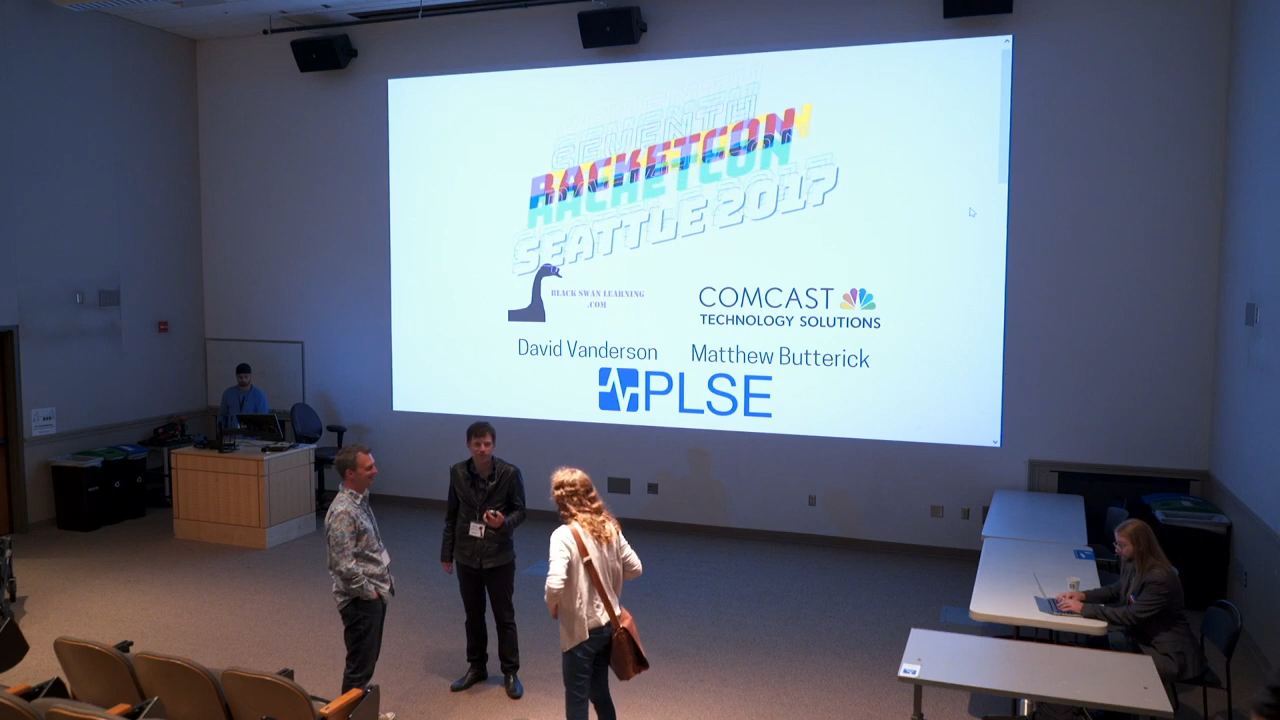 SEVENTH
RACKETCON
SEATTLE 2017
BLACK SWAN LEARNING
.COM
COMCAST
TECHNOLOGY SOLUTIONS
David Vanderson
Matthew Butterick
PLSE